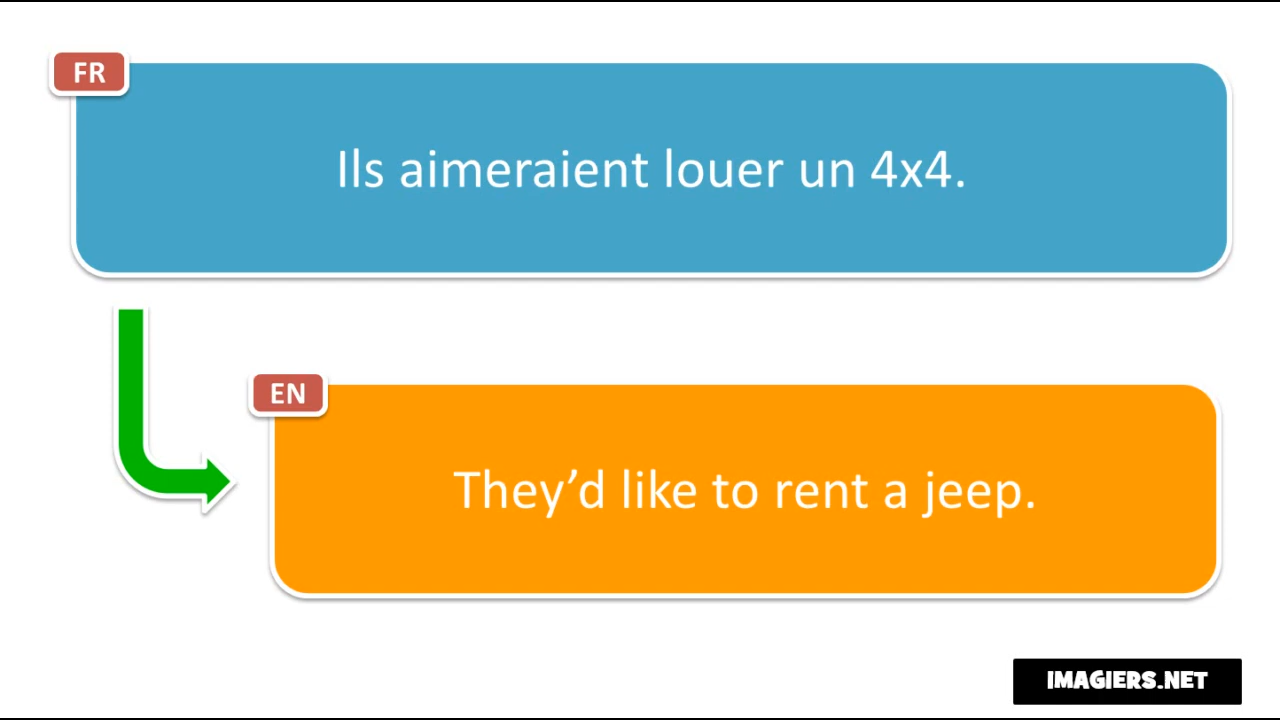 FR
Ils aimeraient louer un 4x4.
EN
They’d like to rent a jeep.
IMAGIERS.NET